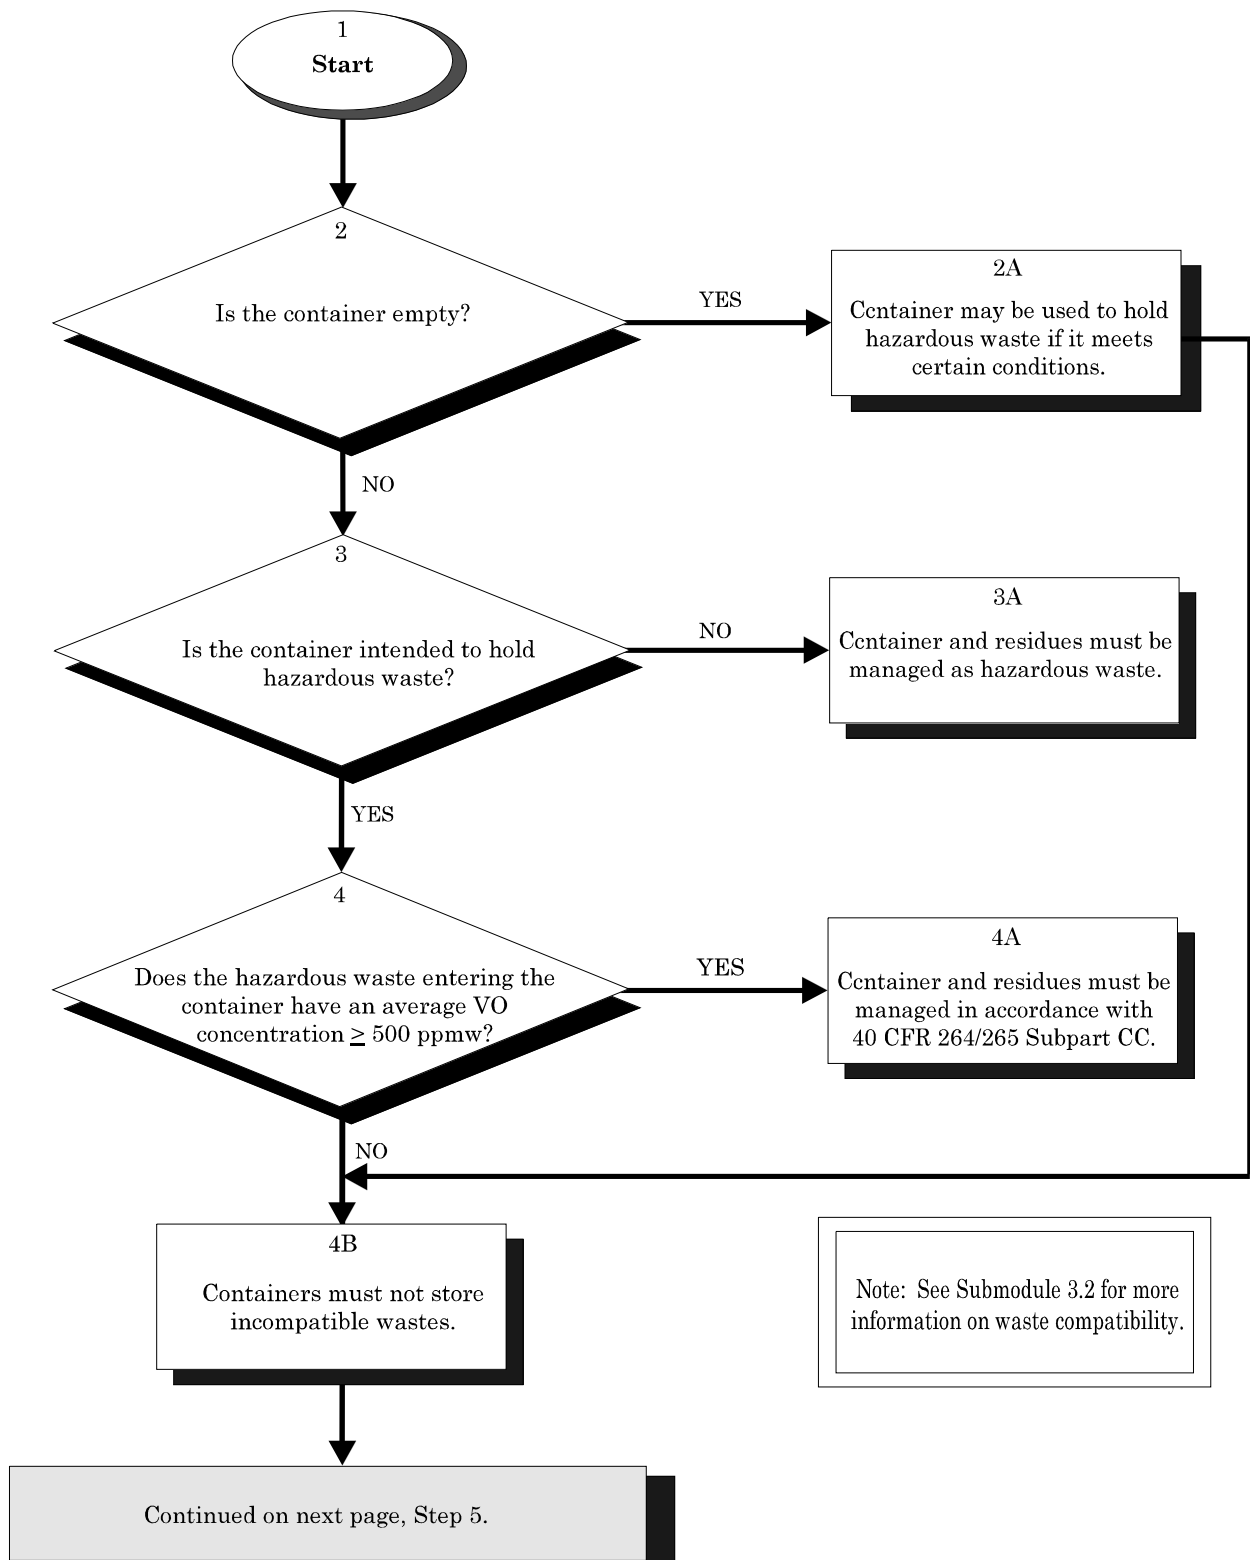 1
Start
2
Is the container empty?
YES
2A
Ccntainer may be used to hold
hazardous waste if it meets
certain conditions.
NO
3
Is the container intended to hold
hazardous waste?
NO
3A
Ccntainer and residues must be
managed as hazardous waste.
YES
4
Does the hazardous waste entering the
container have an average VO
concentration ≥ 500 ppmw?
YES
4A
Ccntainer and residues must be
managed in accordance with
40 CFR 264/265 Subpart CC.
NO
4B
Containers must not store
incompatible wastes.
Note: See Submodule 3.2 for more
information on waste compatibility.
Continued on next page, Step 5.